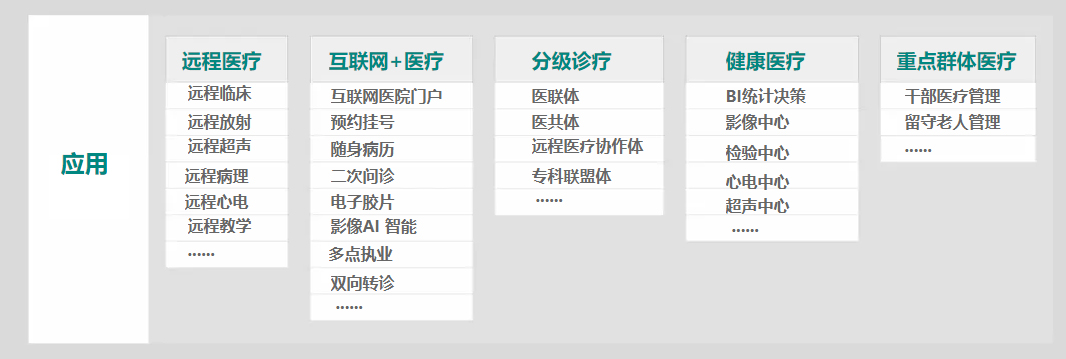 应用
远程医疗
远程临床
远程放射
远程超声
远程病理
远程心电
远程教学
······
互联网+医疗
互联网医院门户
预约挂号
随身病历
二次问诊
电子胶片
影像AI 智能
多点执业
双向转诊
······
分级诊疗
医联体
医共体
远程医疗协作体
专科联盟体
······
健康医疗
BI统计决策
影像中心
检验中心
心电中心
超声中心
······
重点群体医疗
干部医疗管理
留守老人管理
······